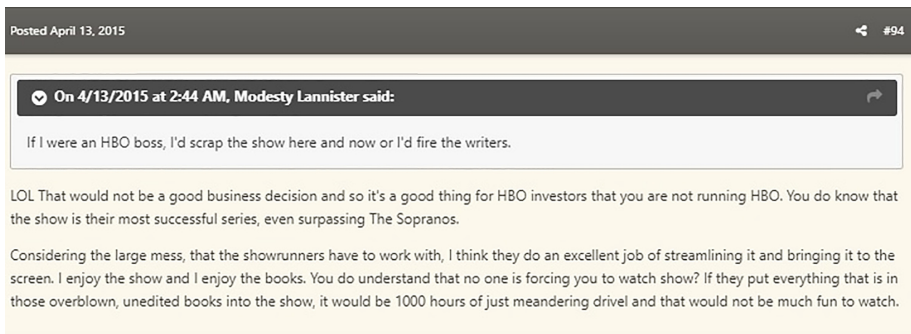 Posted April 13, 2015 #94
On 4/13/2015 at 2:44 AM, Modesty Lannister said:
If I were an HBO boss, I'd scrap the show here and now or I'd fire the writers.
LOL That would not be a good business decision and so it's a good thing for HBO investors that you are not running HBO. You do know that
the show is their most successful series, even surpassing The Sopranos.
Considering the large mess, that the showrunners have to work with, I think they do an excellent job of streamlining it and bringing it to the
screen. I enjoy the show and I enjoy the books. You do understand that no one is forcing you to watch show? If they put everything that is in
those overblown, unedited books into the show, it would be 1000 hours of just meandering drivel and that would not be much fun to watch.